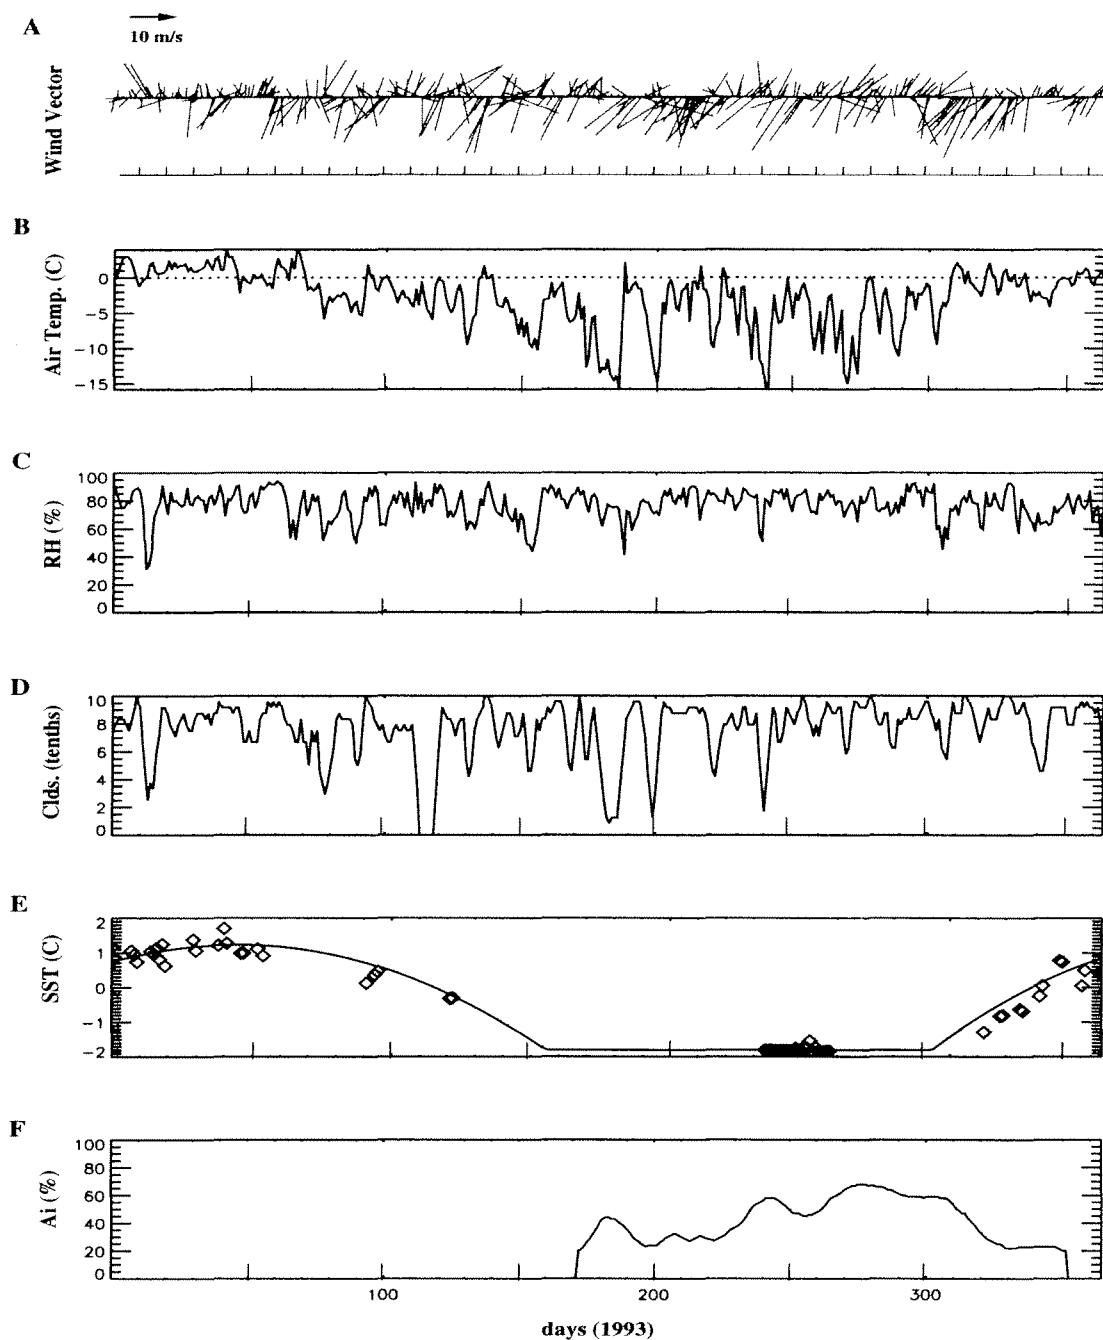 A
10 m/s
Wind Vector
B
Air Temp. (C)
0
−5
−10
−15
C
RH (%)
100
80
60
40
20
0
D
Clds. (tenths)
10
8
6
4
2
0
E
SST (C)
2
1
0
−1
−2
F
Ai (%)
100
80
60
40
20
0
100
200
300
days (1993)